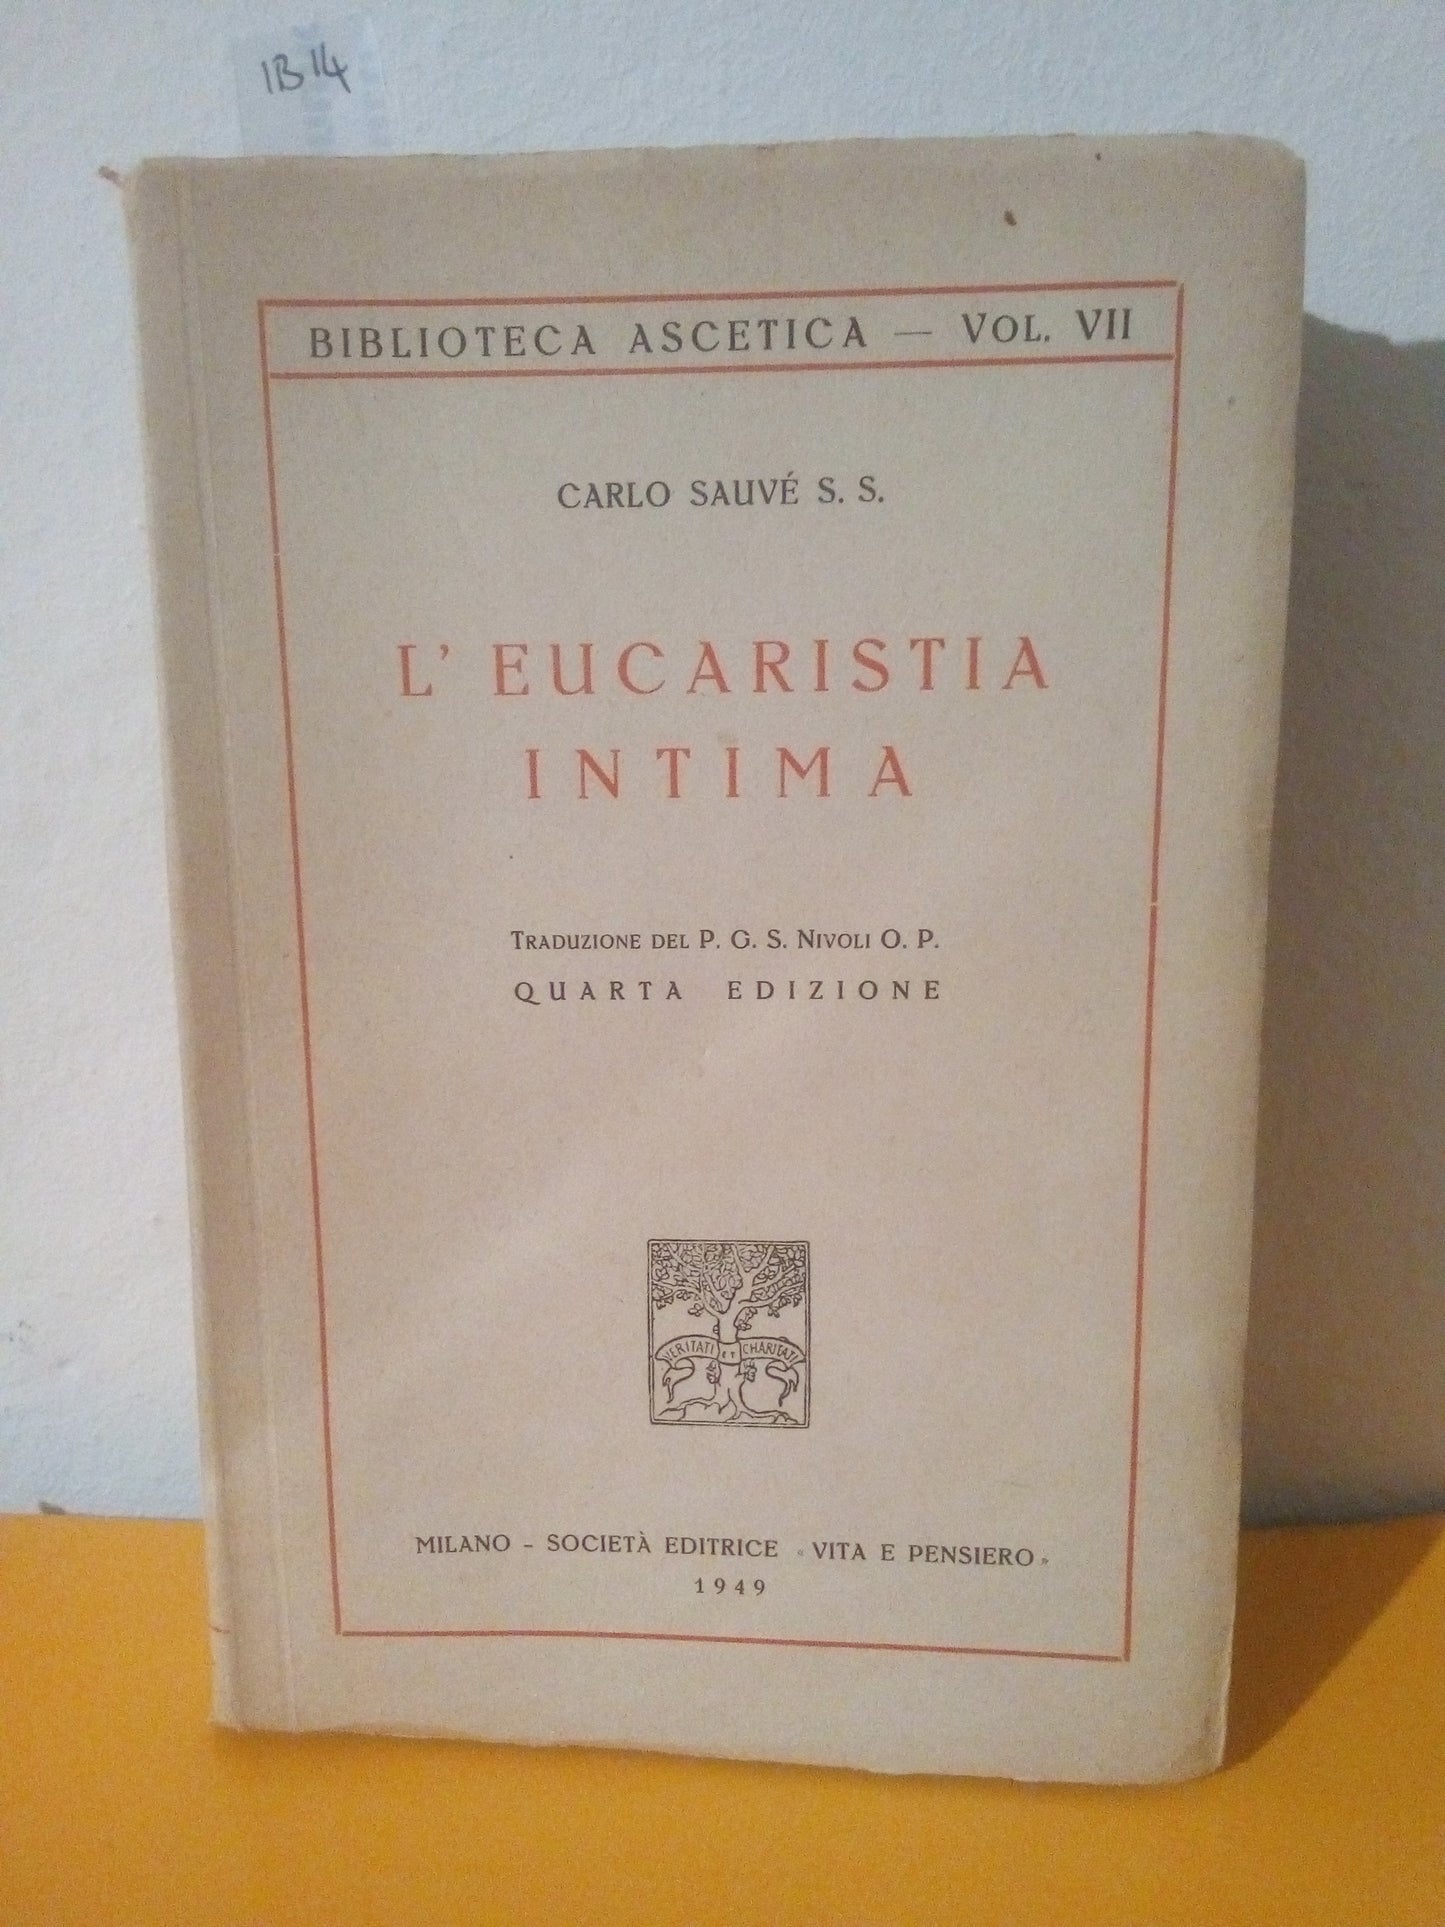 1B14
BIBLIOTECA ASCETICA — VOL. VII
CARLO SAUVÉ S. S.
L' EUCARISTIA
INTIMA
TRADUZIONE DEL P. G. S. NIVOLI O. P.
QUARTA EDIZIONE
VERITATI ET CHARITATI
MILANO - SOCIETÀ EDITRICE « VITA E PENSIERO »
1949